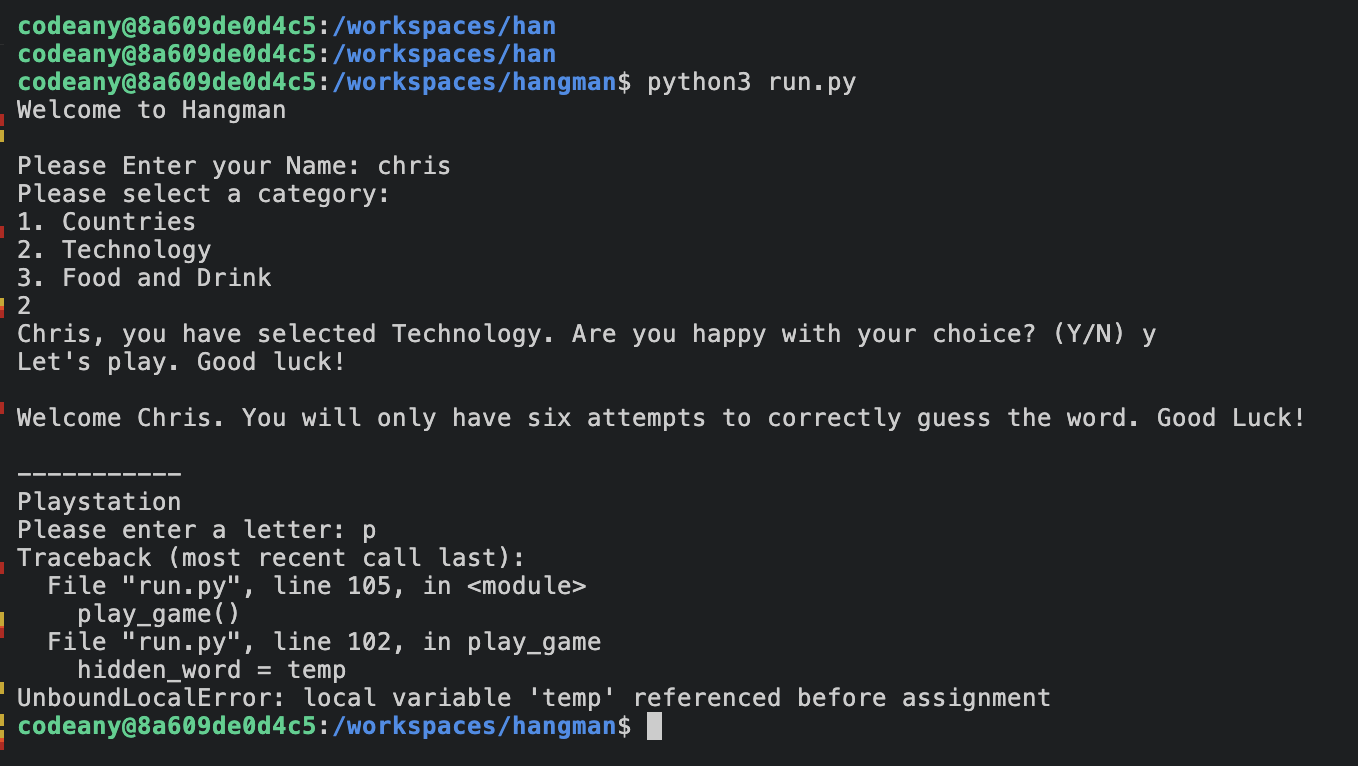 codeany@8a609de0d4c5:/workspaces/han
codeany@8a609de0d4c5:/workspaces/han
codeany@8a609de0d4c5:/workspaces/hangman$ python3 run.py
Welcome to Hangman
Please Enter your Name: chris
Please select a category:
1. Countries
2. Technology
3. Food and Drink
2
Chris, you have selected Technology. Are you happy with your choice? (Y/N) y
Let's play. Good luck!
Welcome Chris. You will only have six attempts to correctly guess the word. Good Luck!
___________
Playstation
Please enter a letter: p
Traceback (most recent call last):
  File "run.py", line 105, in <module>
    play_game()
  File "run.py", line 102, in play_game
    hidden_word = temp
UnboundLocalError: local variable 'temp' referenced before assignment
codeany@8a609de0d4c5:/workspaces/hangman$